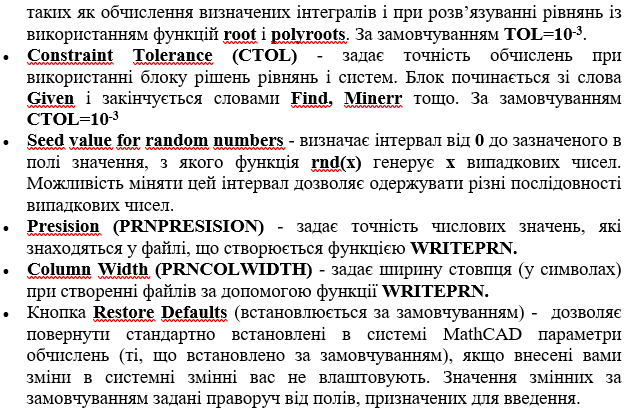 таких як обчислення визначених інтегралів і при розв’язуванні рівнянь із
використанням функцій root і polyroots. За замовчуванням TOL=10-3.
• Constraint Tolerance (CTOL) - задає точність обчислень при
використанні блоку рішень рівнянь і систем. Блок починається зі слова
Given і закінчується словами Find, Minerr тощо. За замовчуванням
CTOL=10-3
• Seed value for random numbers - визначає інтервал від 0 до зазначеного в
полі значення, з якого функція rnd(x) генерує x випадкових чисел.
Можливість міняти цей інтервал дозволяє одержувати різні послідовності
випадкових чисел.
• Presision (PRNPRESISION) - задає точність числових значень, які
знаходяться у файлі, що створюється функцією WRITEPRN.
• Column Width (PRNCOLWIDTH) - задає ширину стовпця (у символах)
при створенні файлів за допомогою функції WRITEPRN.
• Кнопка Restore Defaults (встановлюється за замовчуванням) - дозволяє
повернути стандартно встановлені в системі MathCAD параметри
обчислень (ті, що встановлено за замовчуванням), якщо внесені вами
зміни в системні змінні вас не влаштовують. Значення змінних за
замовчуванням задані праворуч від полів, призначених для введення.